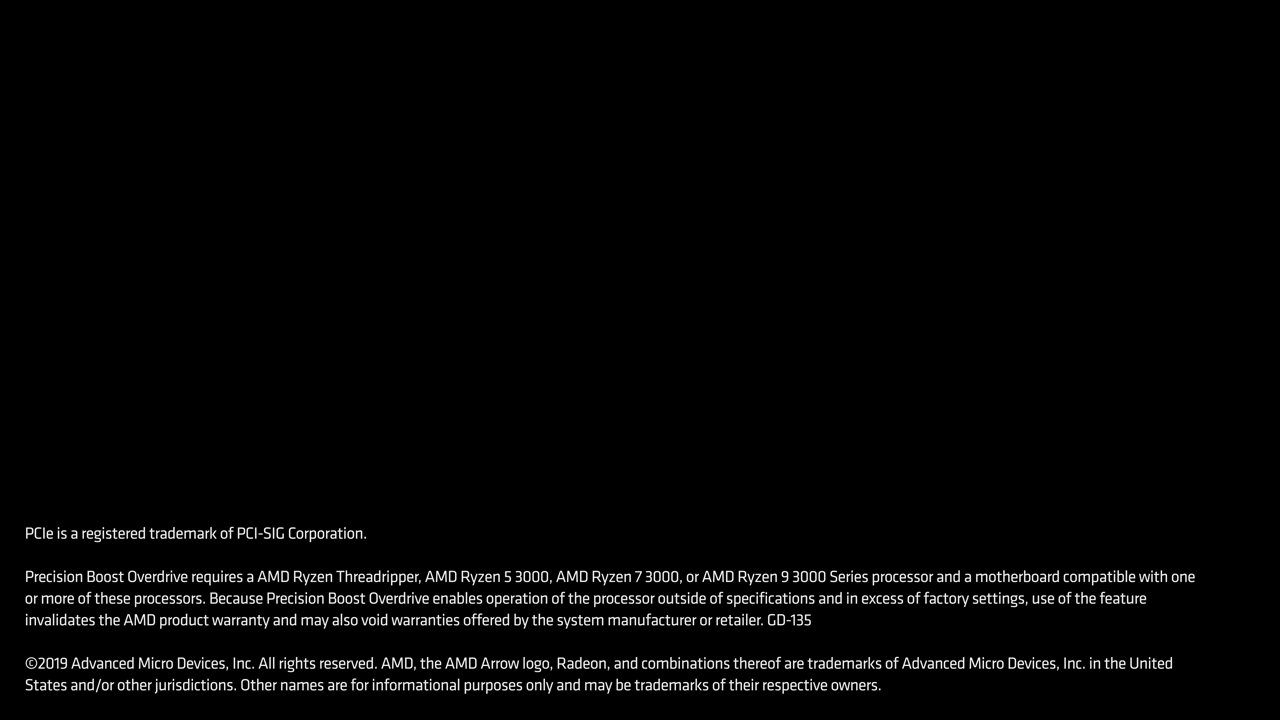 PCIe is a registered trademark of PCI-SIG Corporation.
Precision Boost Overdrive requires a AMD Ryzen Threadripper, AMD Ryzen 5 3000, AMD Ryzen 7 3000, or AMD Ryzen 9 3000 Series processor and a motherboard compatible with one
or more of these processors. Because Precision Boost Overdrive enables operation of the processor outside of specifications and in excess of factory settings, use of the feature
invalidates the AMD product warranty and may also void warranties offered by the system manufacturer or retailer. GD-135
©2019 Advanced Micro Devices, Inc. All rights reserved. AMD, the AMD Arrow logo, Radeon, and combinations thereof are trademarks of Advanced Micro Devices, Inc. in the United
States and/or other jurisdictions. Other names are for informational purposes only and may be trademarks of their respective owners.